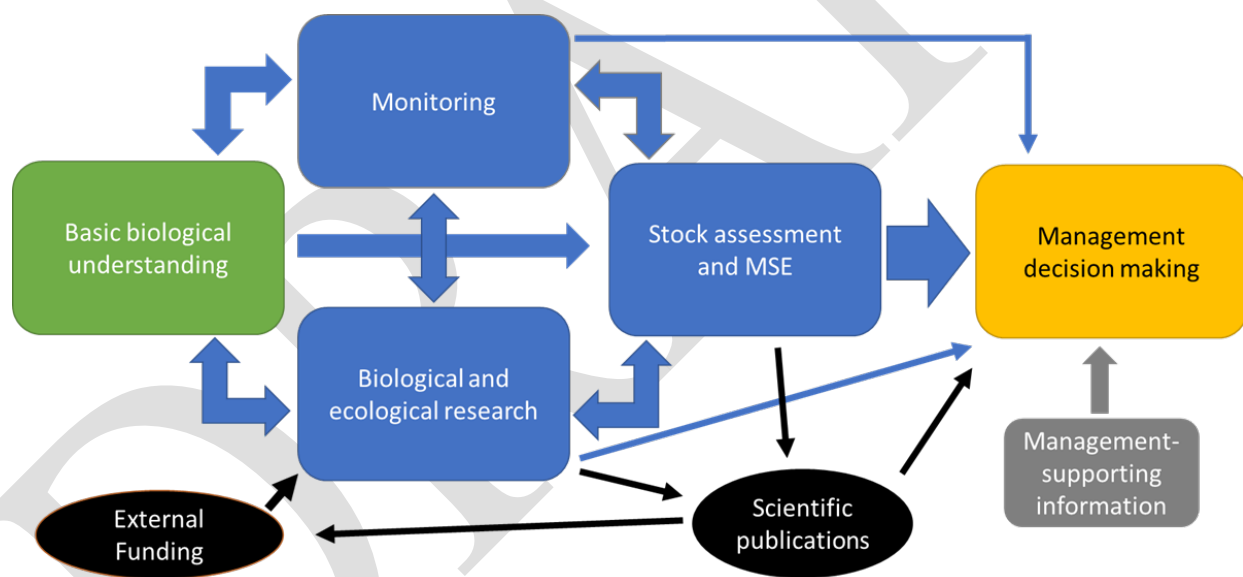 Monitoring
Basic biological
understanding
Stock assessment
and MSE
Management
decision making
Biological and
ecological research
Management-
supporting
information
External
Funding
Scientific
publications